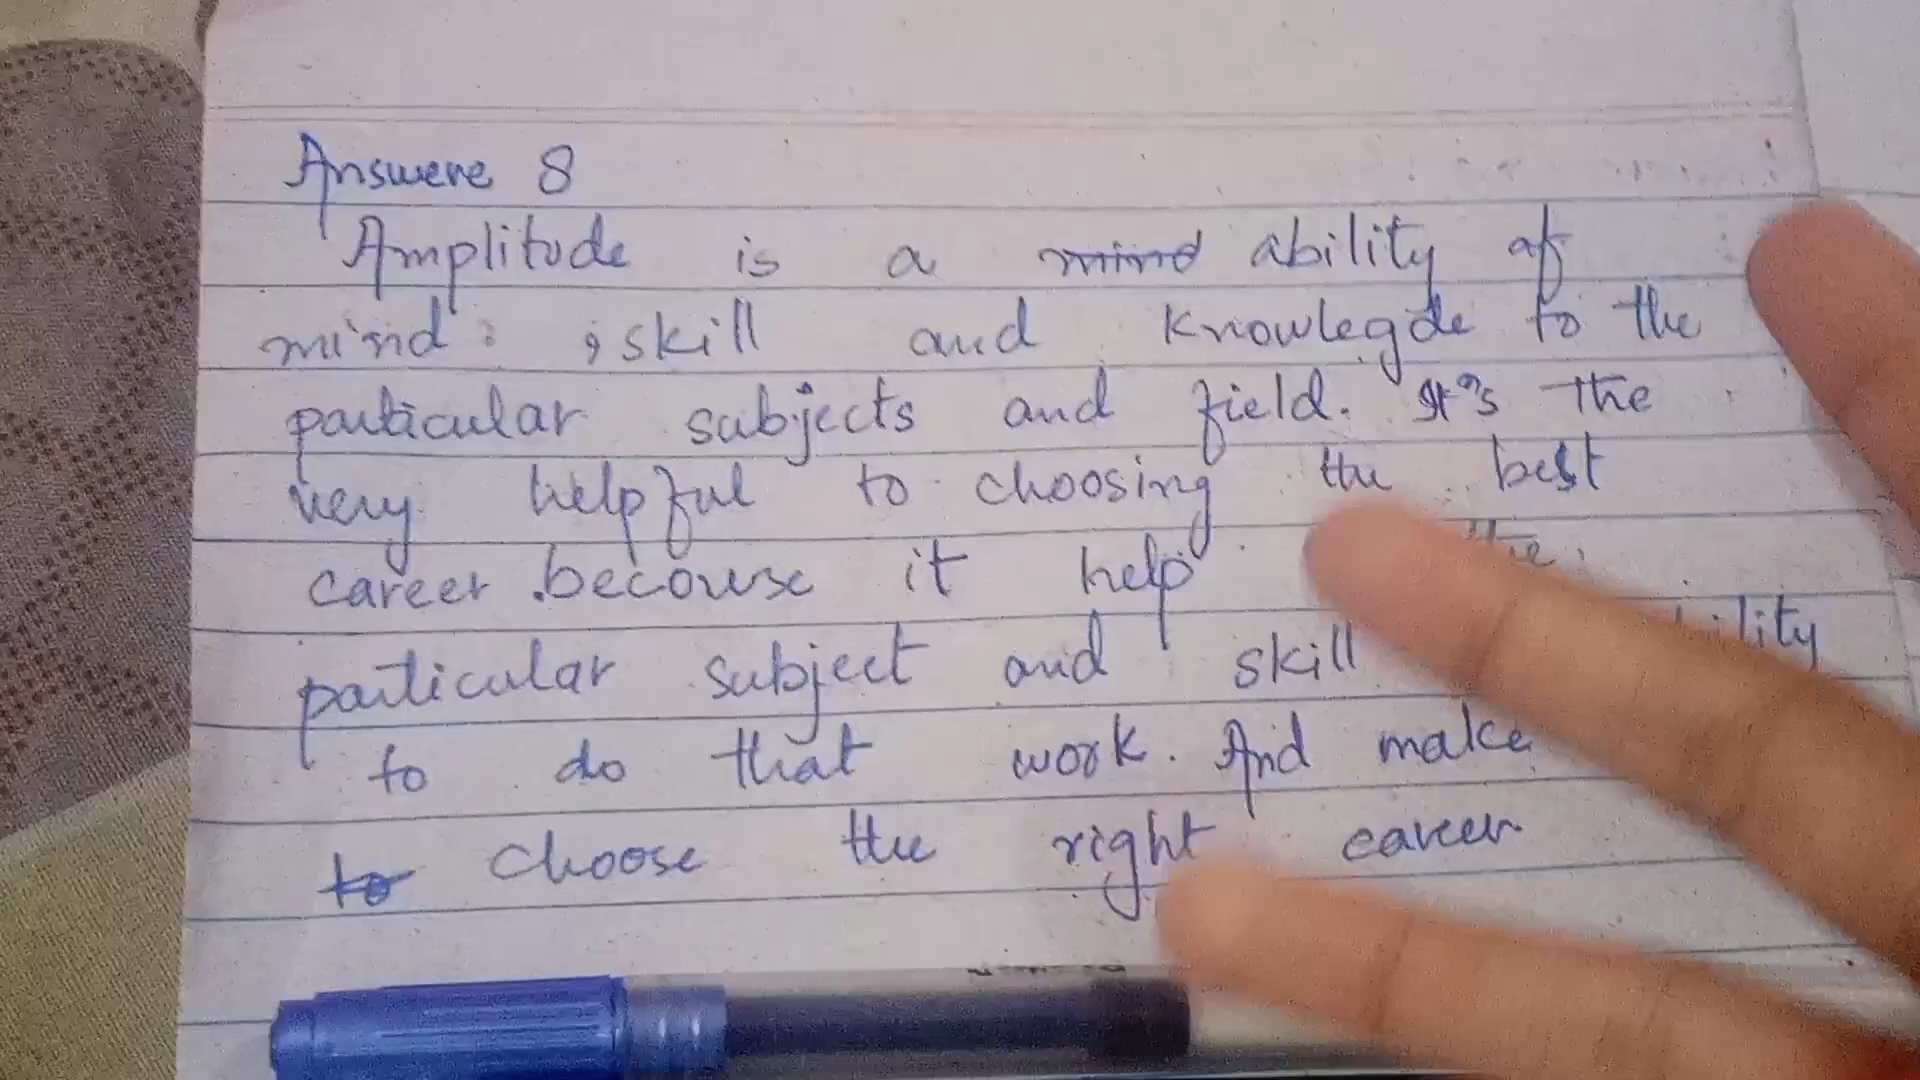 Answere 8
Amplitude is a mind ability of
mind , skill and knowlegde to the
particular subjects and field. It's the
very helpful to choosing the best
career. becouse it help the
particular subject and skill
to do that work. And make
to choose the right career